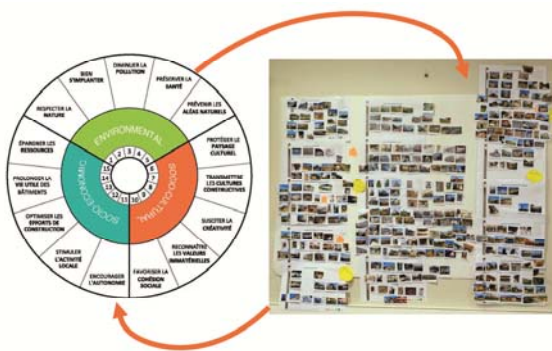 DIMINUER LA
POLLUTION
PRÉSERVER LA
SANTÉ
PRÉVENIR LES
ALÉAS NATURELS
PROTÉGER LE
PAYSAGE
CULTUREL
TRANSMETTRE
LES CULTURES
CONSTRUCTIVES
SUSCITER LA
CRÉATIVITÉ
RECONNAÎTRE
LES VALEURS
IMMATÉRIELLES
FAVORISER LA
COHÉSION
SOCIALE
ENCOURAGER
L'AUTONOMIE
STIMULER
L'ACTIVITÉ
LOCALE
OPTIMISER LES
EFFORTS DE
CONSTRUCTION
PROLONGER LA
VIE UTILE DES
BÂTIMENTS
ÉPARGNER LES
RESSOURCES
RESPECTER LA
NATURE
BIEN
S'IMPLANTER
ENVIRONMENTAL
SOCIO-CULTURAL
SOCIO-ECONOMIC
1 2 3 4 5 6 7 8 9 10 11 12 13 14 15